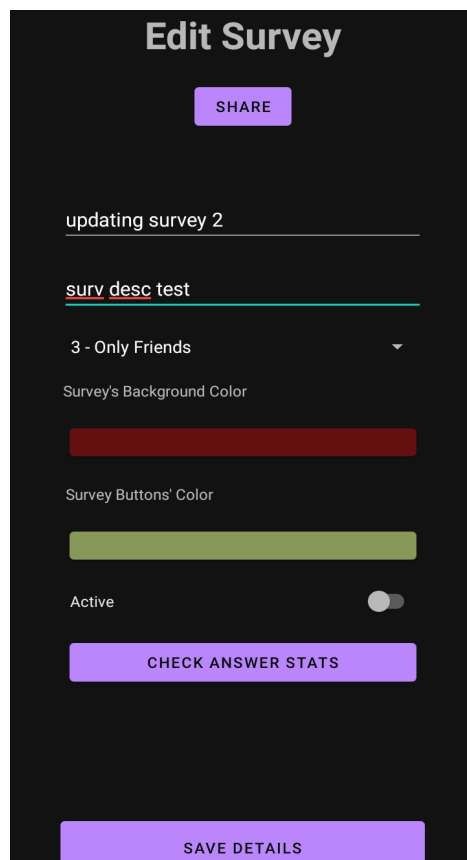 Edit Survey
SHARE
updating survey 2
surv desc test
3 - Only Friends
Survey's Background Color
Survey Buttons' Color
Active
CHECK ANSWER STATS
SAVE DETAILS